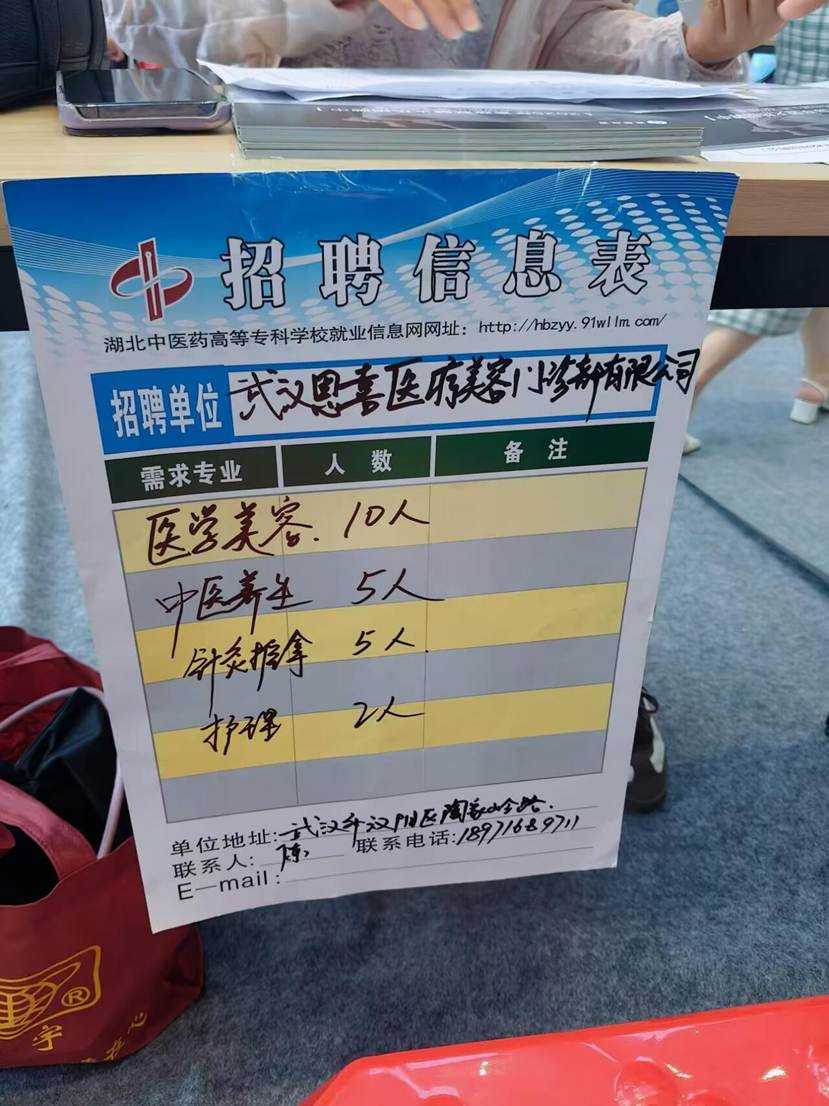 招聘信息表
湖北中医药高等专科学校就业信息网网址：http://hbzyy.91wllm.com/
招聘单位 武汉恩喜医疗美容门诊部有限公司
需求专业 人数 备注
医学美容. 10人
中医养生 5人
针灸推拿 5人.
护理 2人
单位地址: 武汉市汉阳区陶家岭
联系人: 陈 联系电话: 18971689711
E-mail:
宇